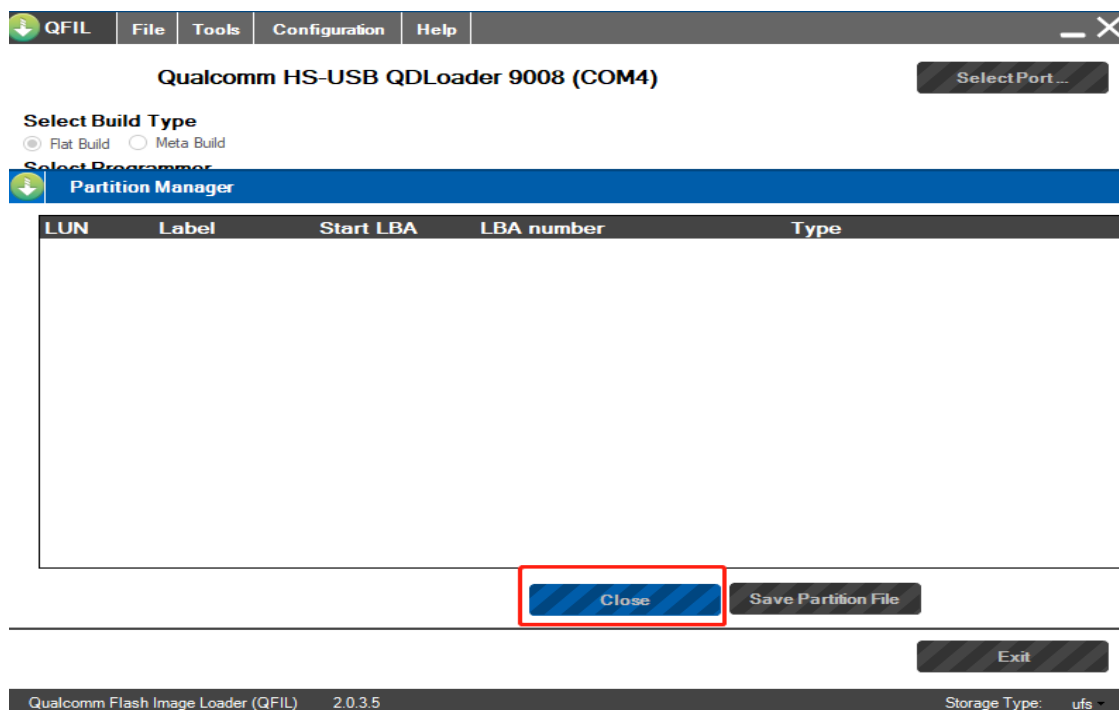 QFIL File Tools Configuration Help
Qualcomm HS-USB QDLoader 9008 (COM4) Select Port ...
Select Build Type
Flat Build Meta Build
Select Programmer
Partition Manager
LUN Label Start LBA LBA number Type
Close Save Partition File
Exit
Qualcomm Flash Image Loader (QFIL) 2.0.3.5 Storage Type: ufs